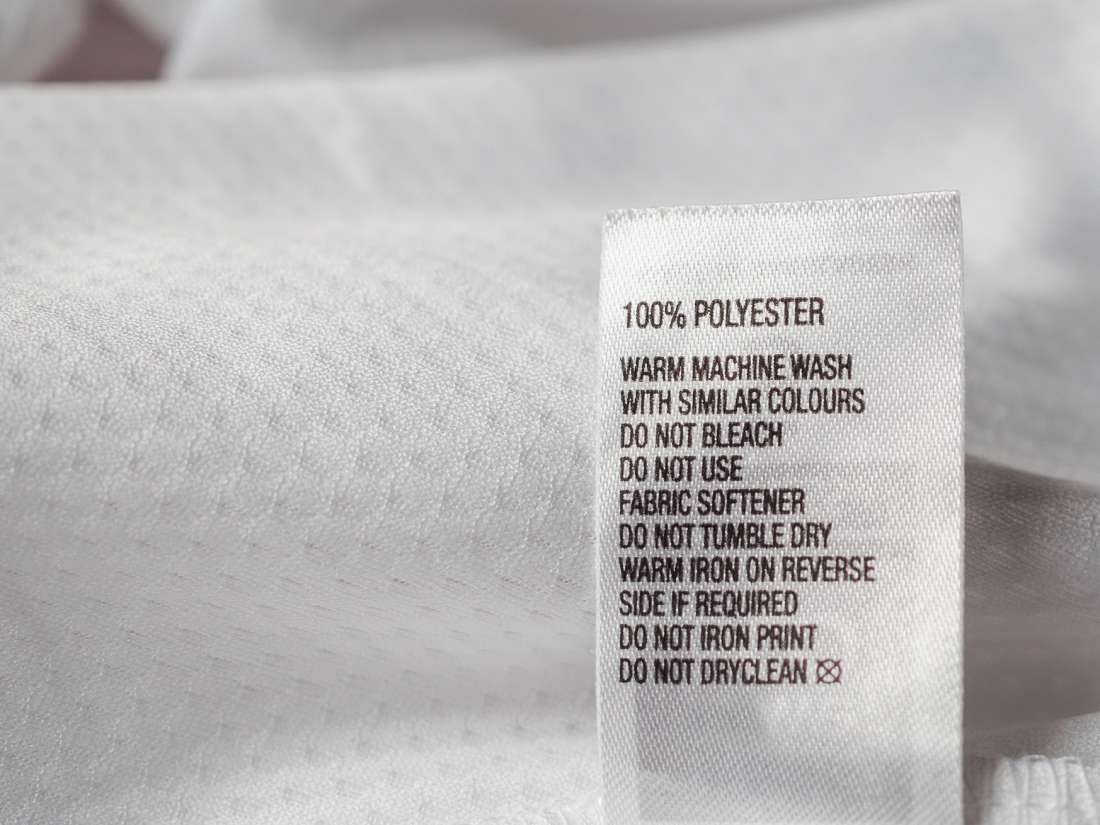 100% POLYESTER
WARM MACHINE WASH
WITH SIMILAR COLOURS
DO NOT BLEACH
DO NOT USE
FABRIC SOFTENER
DO NOT TUMBLE DRY
WARM IRON ON REVERSE
SIDE IF REQUIRED
DO NOT IRON PRINT
DO NOT DRYCLEAN